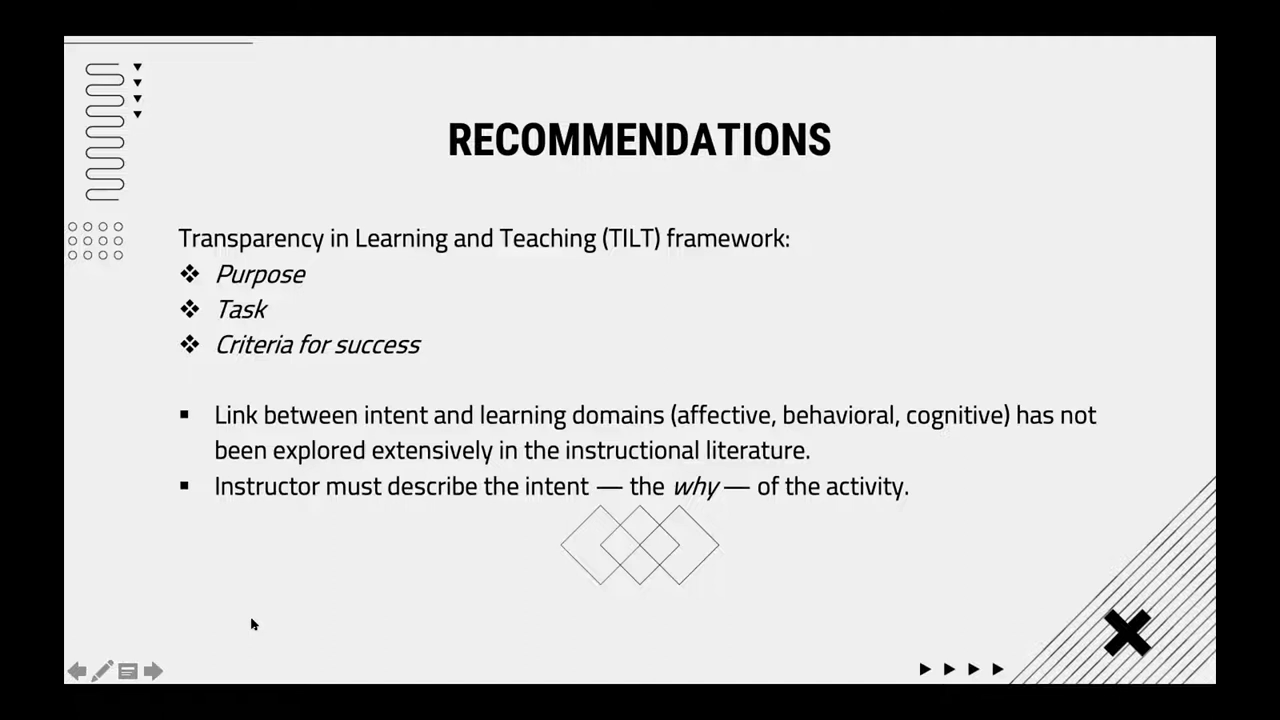 RECOMMENDATIONS
Transparency in Learning and Teaching (TILT) framework:
❖ Purpose
❖ Task
❖ Criteria for success
▪ Link between intent and learning domains (affective, behavioral, cognitive) has not
been explored extensively in the instructional literature.
▪ Instructor must describe the intent — the why — of the activity.